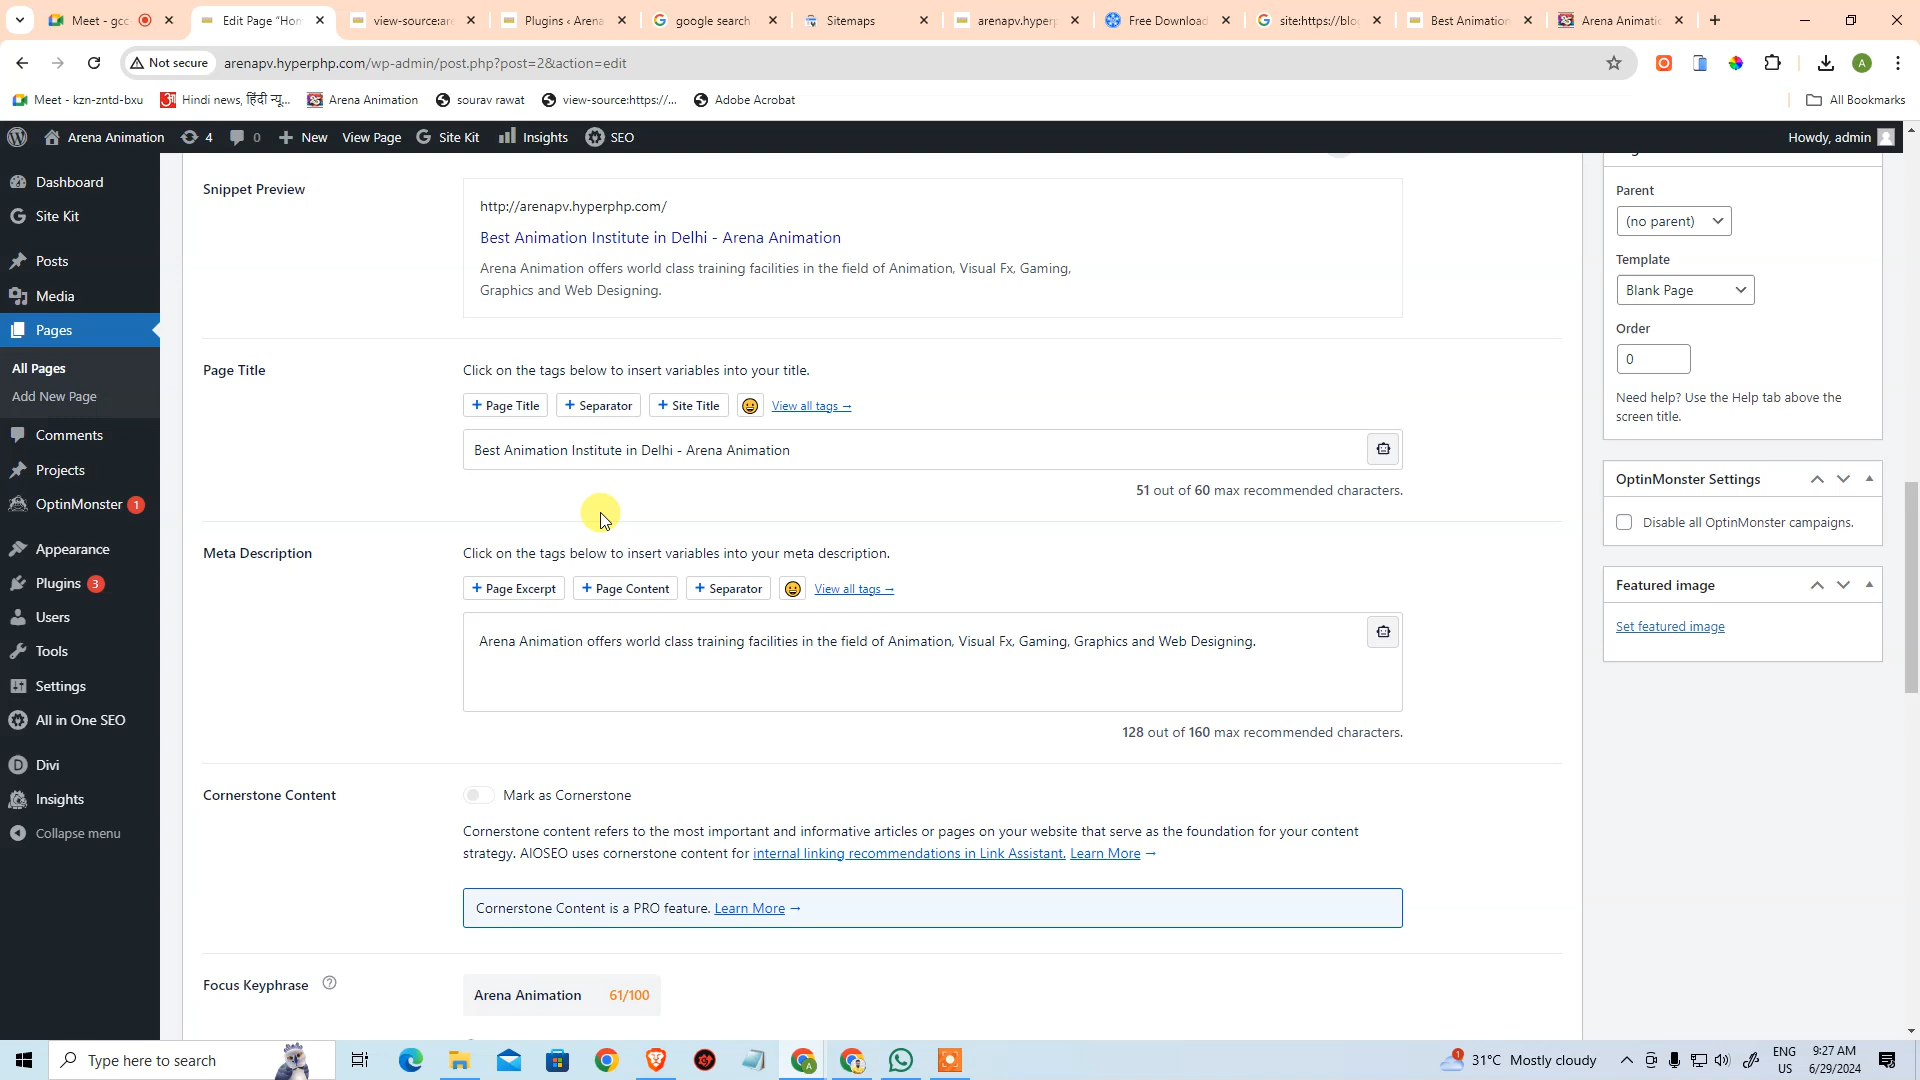 Meet - gcc
Edit Page "Hom
view-source:are
Plugins ‹ Arena
google search
Sitemaps
arenapv.hyperp
Free Download
site:https://blo
Best Animation
Arena Animatio
Not secure
arenapv.hyperphp.com/wp-admin/post.php?post=2&action=edit
A
Meet - kzn-zntd-bxu
Hindi news, हिंदी न्यू...
Arena Animation
sourav rawat
view-source:https://...
Adobe Acrobat
All Bookmarks
Arena Animation
4
0
New
View Page
Site Kit
Insights
SEO
Howdy, admin
Dashboard
Site Kit
Posts
Media
Pages
All Pages
Add New Page
Comments
Projects
OptinMonster 1
Appearance
Plugins 3
Users
Tools
Settings
All in One SEO
Divi
Insights
Collapse menu
Snippet Preview
http://arenapv.hyperphp.com/
Best Animation Institute in Delhi - Arena Animation
Arena Animation offers world class training facilities in the field of Animation, Visual Fx, Gaming,
Graphics and Web Designing.
Page Title
Click on the tags below to insert variables into your title.
+ Page Title
+ Separator
+ Site Title
View all tags →
Best Animation Institute in Delhi - Arena Animation
51 out of 60 max recommended characters.
Meta Description
Click on the tags below to insert variables into your meta description.
+ Page Excerpt
+ Page Content
+ Separator
View all tags →
Arena Animation offers world class training facilities in the field of Animation, Visual Fx, Gaming, Graphics and Web Designing.
128 out of 160 max recommended characters.
Cornerstone Content
Mark as Cornerstone
Cornerstone content refers to the most important and informative articles or pages on your website that serve as the foundation for your content
strategy. AIOSEO uses cornerstone content for internal linking recommendations in Link Assistant. Learn More →
Cornerstone Content is a PRO feature. Learn More →
Focus Keyphrase
Arena Animation 61/100
Parent
(no parent)
Template
Blank Page
Order
0
Need help? Use the Help tab above the
screen title.
OptinMonster Settings
Disable all OptinMonster campaigns.
Featured image
Set featured image
Type here to search
1
31°C Mostly cloudy
ENG
US
9:27 AM
6/29/2024